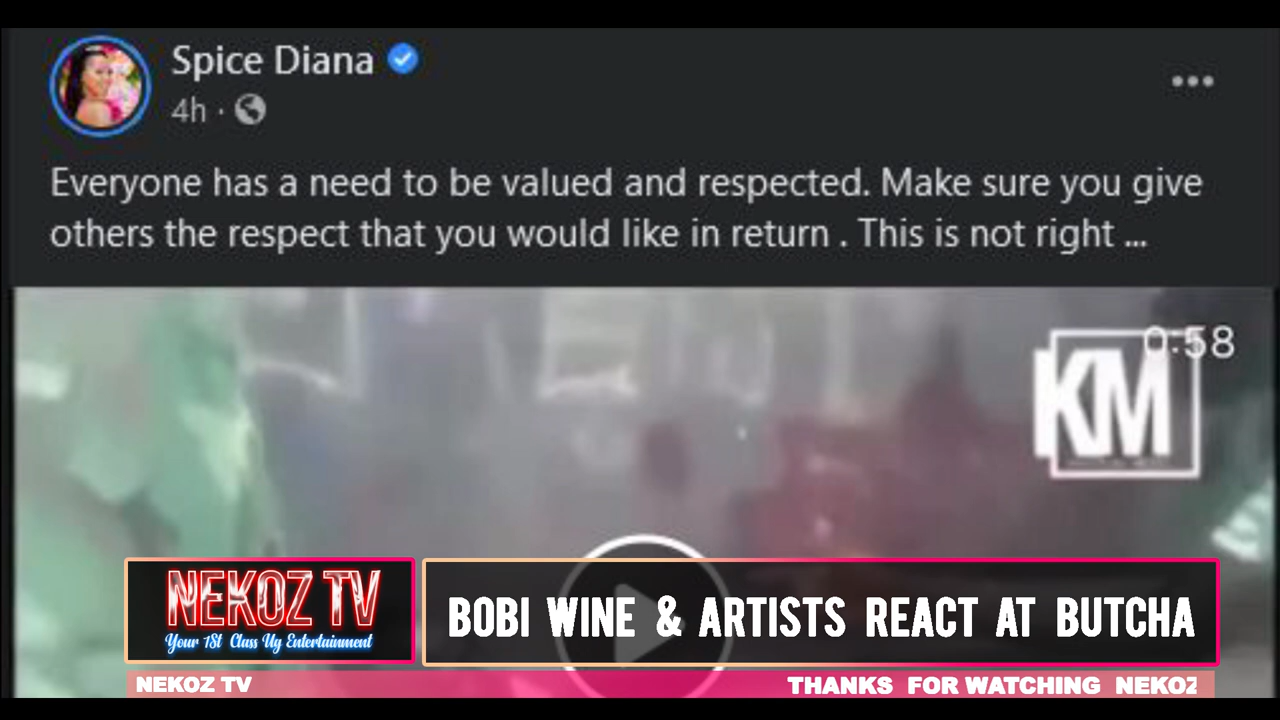 Spice Diana
4h ·
Everyone has a need to be valued and respected. Make sure you give
others the respect that you would like in return . This is not right ...
0:58
KM
NEKOZ TV
Your 1St Class Ug Entertainment
BOBI WINE & ARTISTS REACT AT BUTCHA
NEKOZ TV THANKS FOR WATCHING NEKOZ